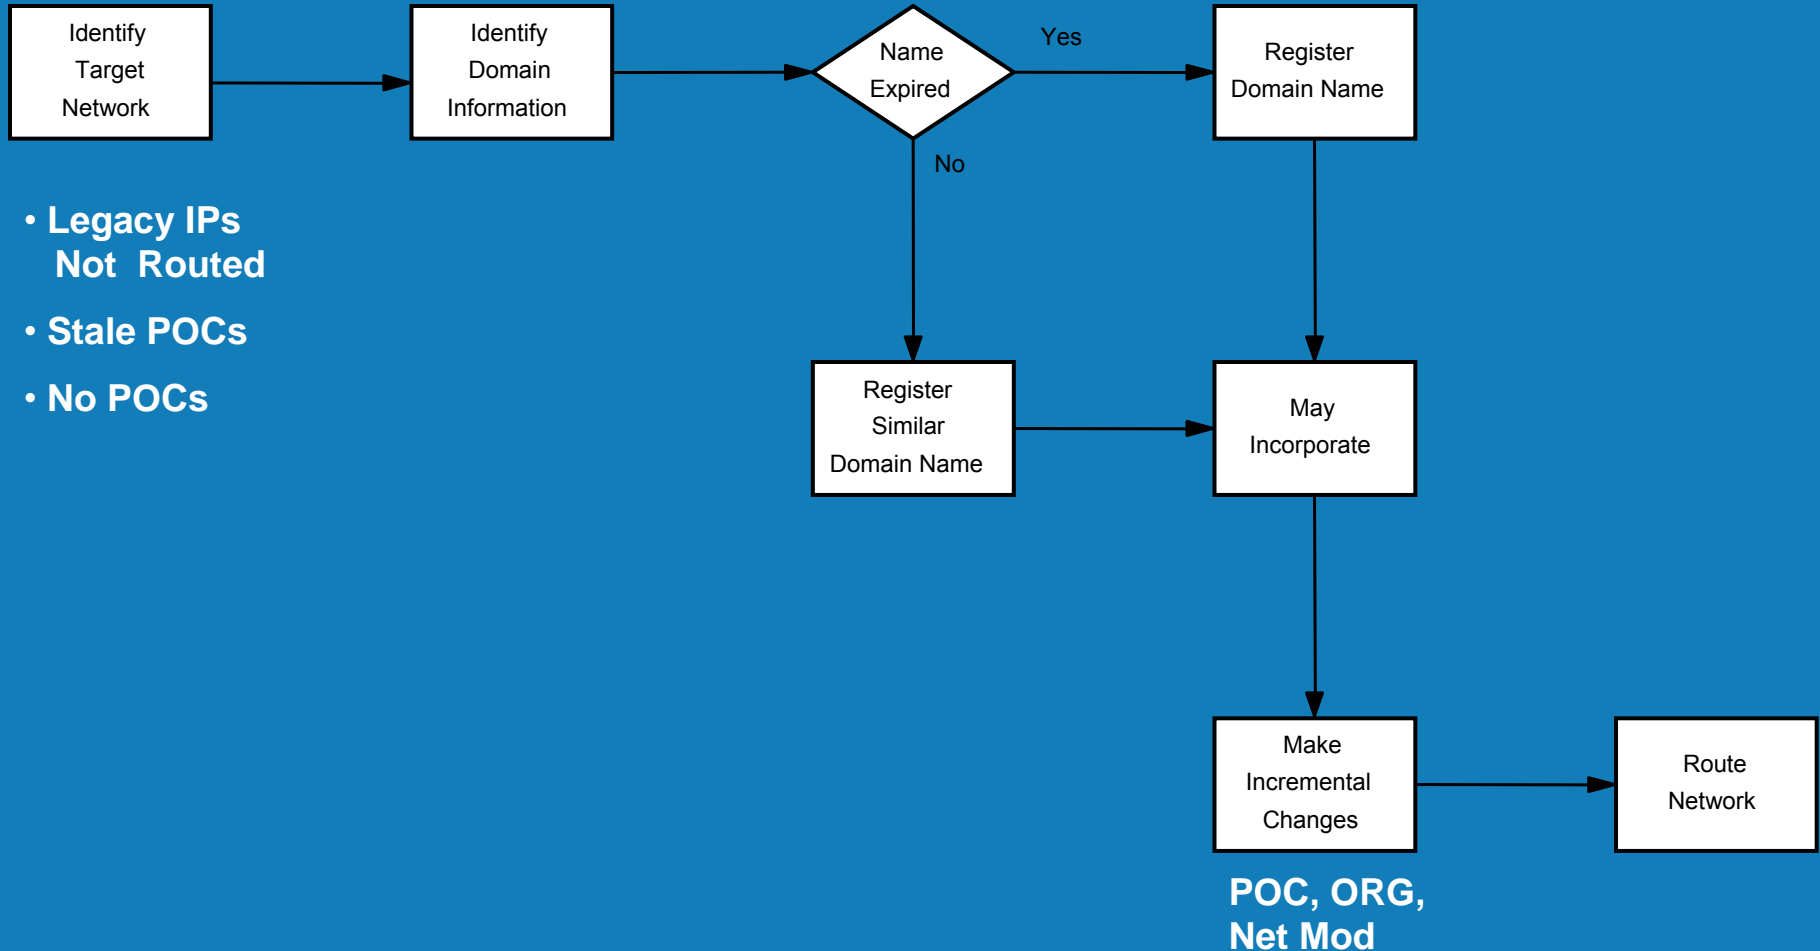 Identify
Target
Network
Identify
Domain
Information
Name
Expired
Yes
Register
Domain Name
No
• Legacy IPs
Not Routed
• Stale POCs
• No POCs
Register
Similar
Domain Name
May
Incorporate
Make
Incremental
Changes
Route
Network
POC, ORG,
Net Mod